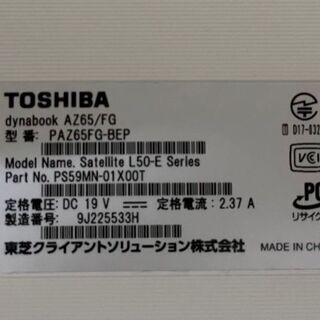 TOSHIBA
dynabook AZ65/FG
型 番: PAZ65FG-BEP
Model Name. Satellite L50-E Series
Part No. PS59MN-01X00T
定格電圧: DC 19 V 定格電流: 2.37 A
製造番号: 9J225533H
東芝クライアントソリューション株式会社
MADE IN CH
D17-832
VCCI
PC
リサイク